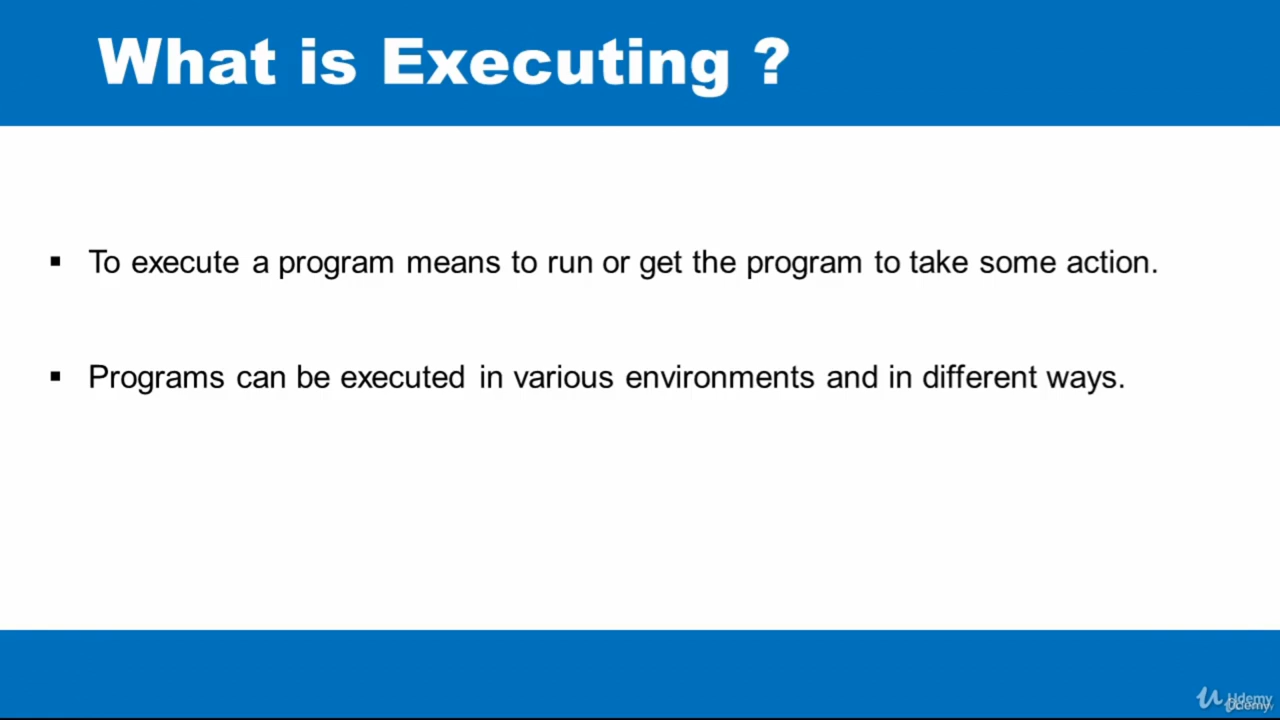 What is Executing ?
▪ To execute a program means to run or get the program to take some action.
▪ Programs can be executed in various environments and in different ways.
Udemy
Udemy